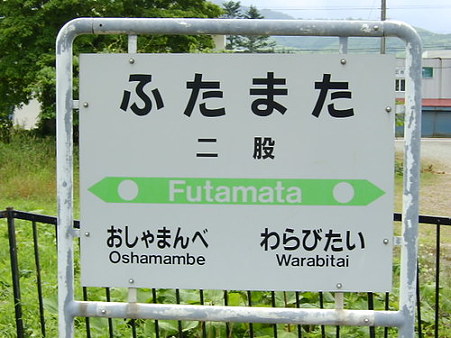 ふたまた
二股
Futamata
おしゃまんべ わらびたい
Oshamambe Warabitai